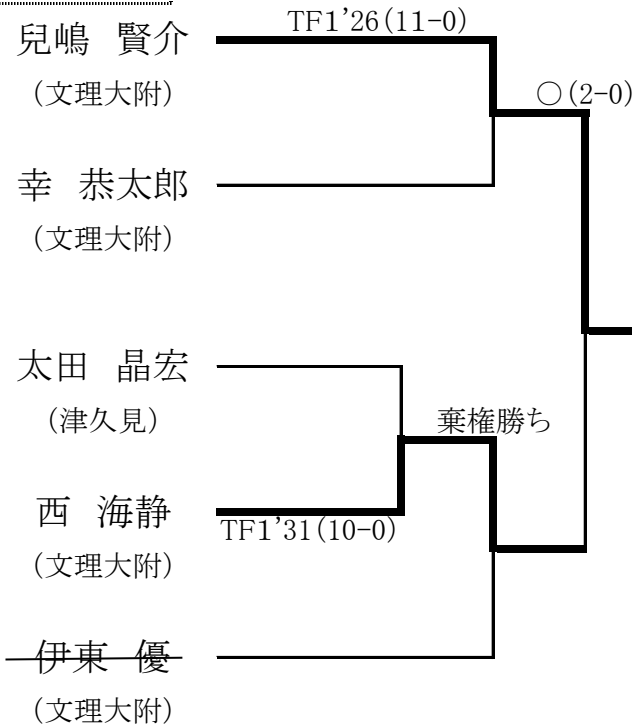 兒嶋 賢介
TF1’26(11-0)
(文理大附)
○(2-0)
幸 恭太郎
(文理大附)
太田 晶宏
(津久見)
棄権勝ち
西 海静
TF1’31(10-0)
(文理大附)
伊東 優
(文理大附)